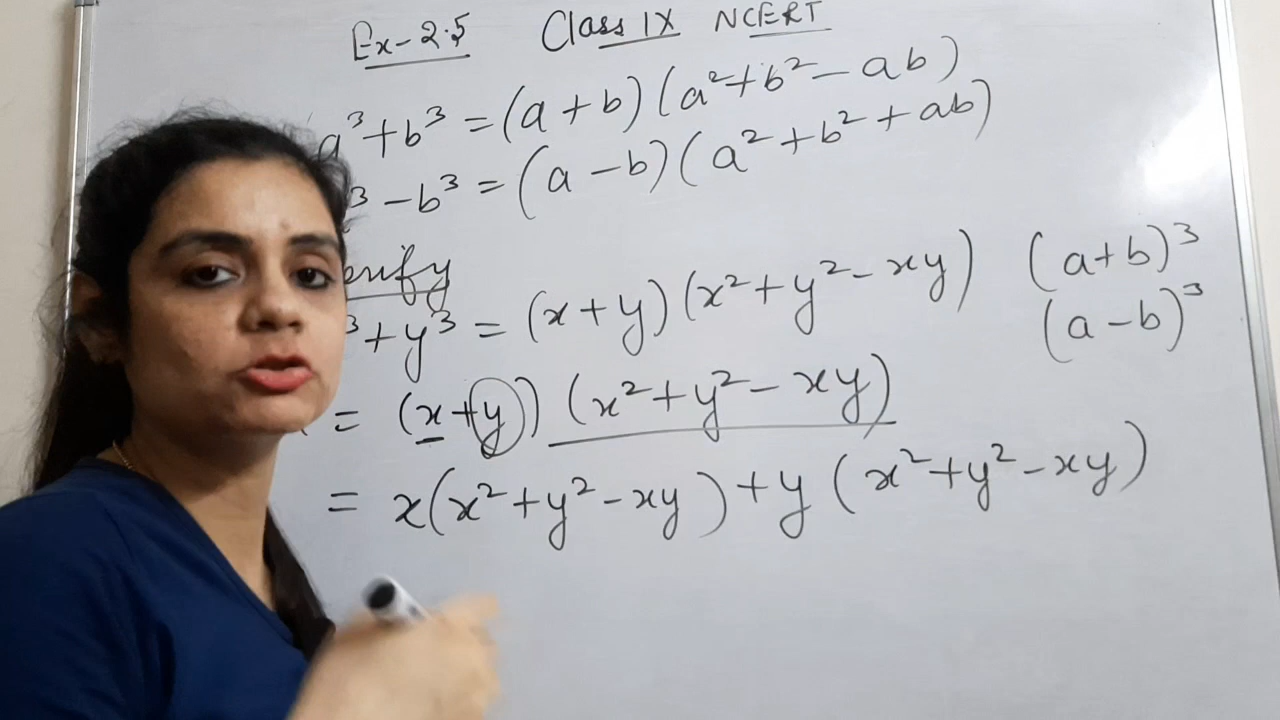 Ex-2.5 Class IX NCERT
a³+b³ = (a+b)(a²+b²-ab)
³-b³ = (a-b)(a²+b²+ab)
erify
³+y³ = (x+y)(x²+y²-xy) (a+b)³
(a-b)³
= (x+y)(x²+y²-xy)
= x(x²+y²-xy)+y(x²+y²-xy)